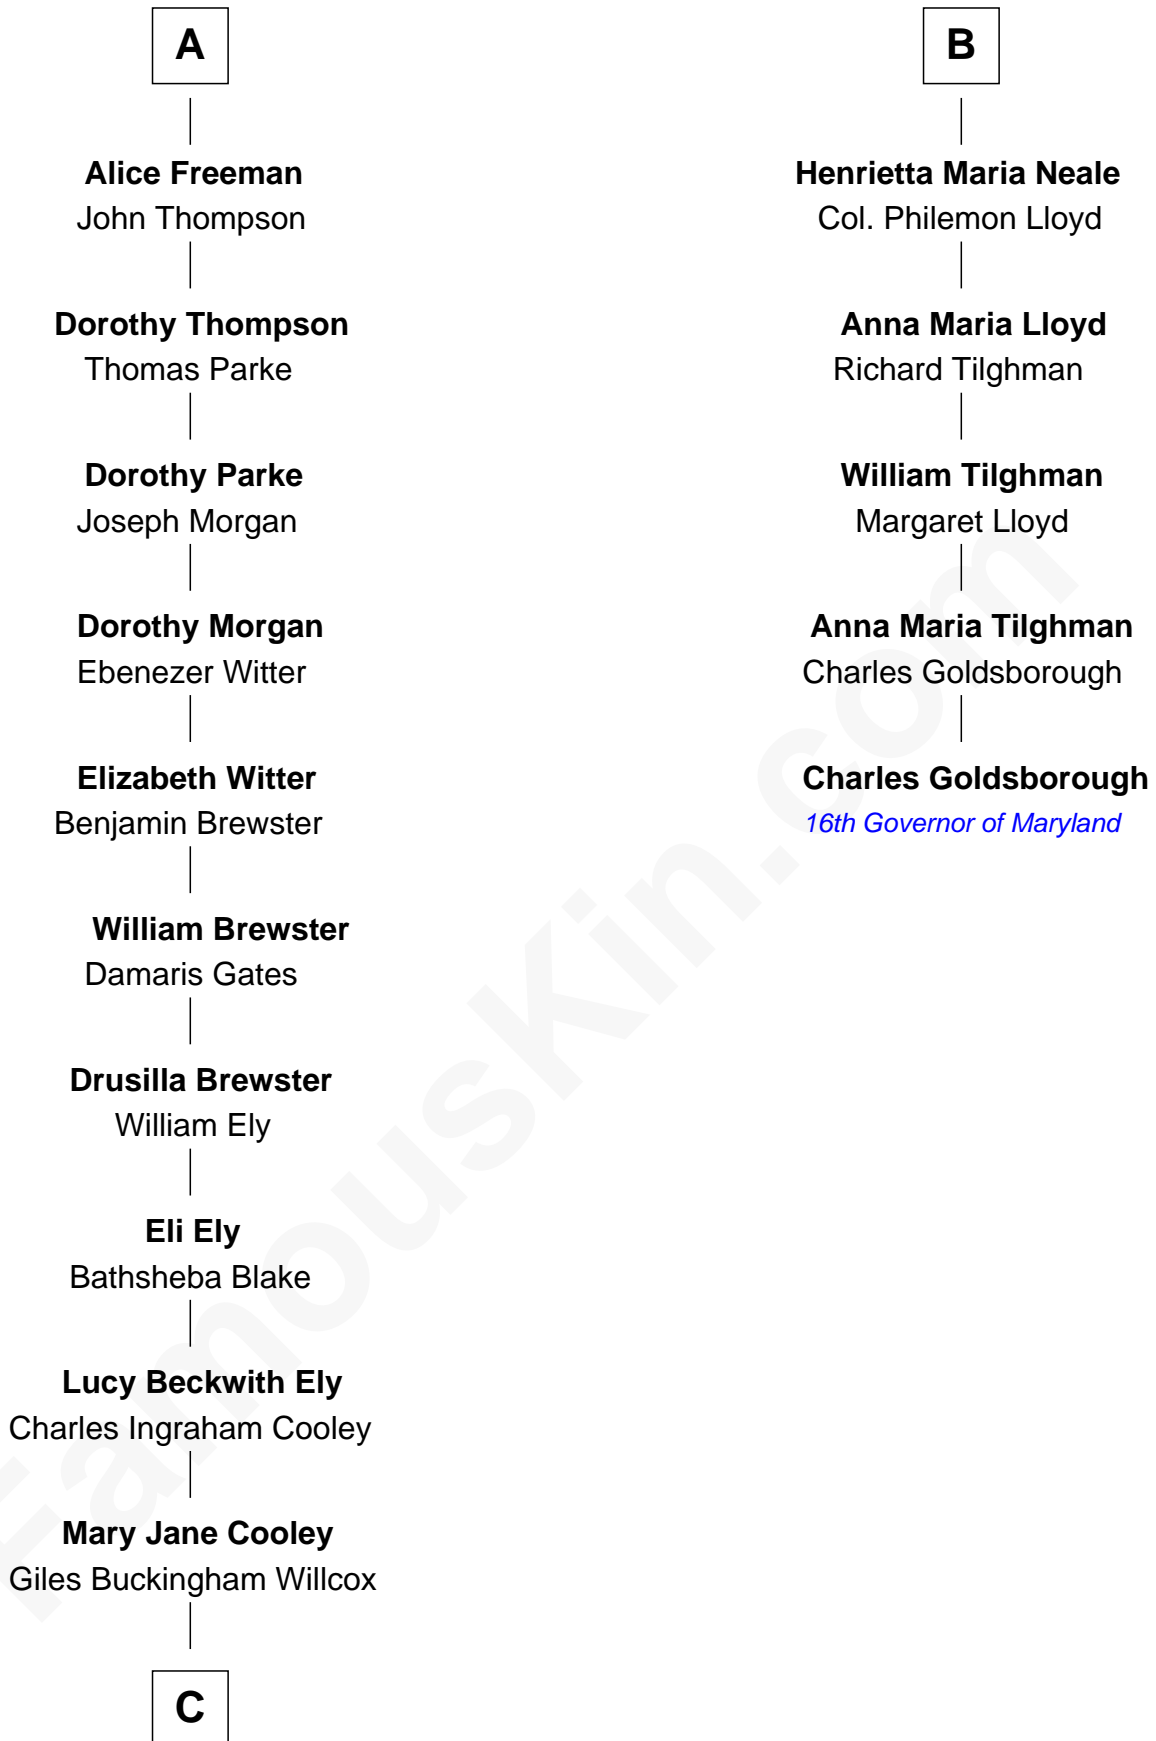 A
Alice Freeman
John Thompson
Dorothy Thompson
Thomas Parke
Dorothy Parke
Joseph Morgan
Dorothy Morgan
Ebenezer Witter
Elizabeth Witter
Benjamin Brewster
William Brewster
Damaris Gates
Drusilla Brewster
William Ely
Eli Ely
Bathsheba Blake
Lucy Beckwith Ely
Charles Ingraham Cooley
Mary Jane Cooley
Giles Buckingham Willcox
C
B
Henrietta Maria Neale
Col. Philemon Lloyd
Anna Maria Lloyd
Richard Tilghman
William Tilghman
Margaret Lloyd
Anna Maria Tilghman
Charles Goldsborough
Charles Goldsborough
16th Governor of Maryland
FamousKin.com